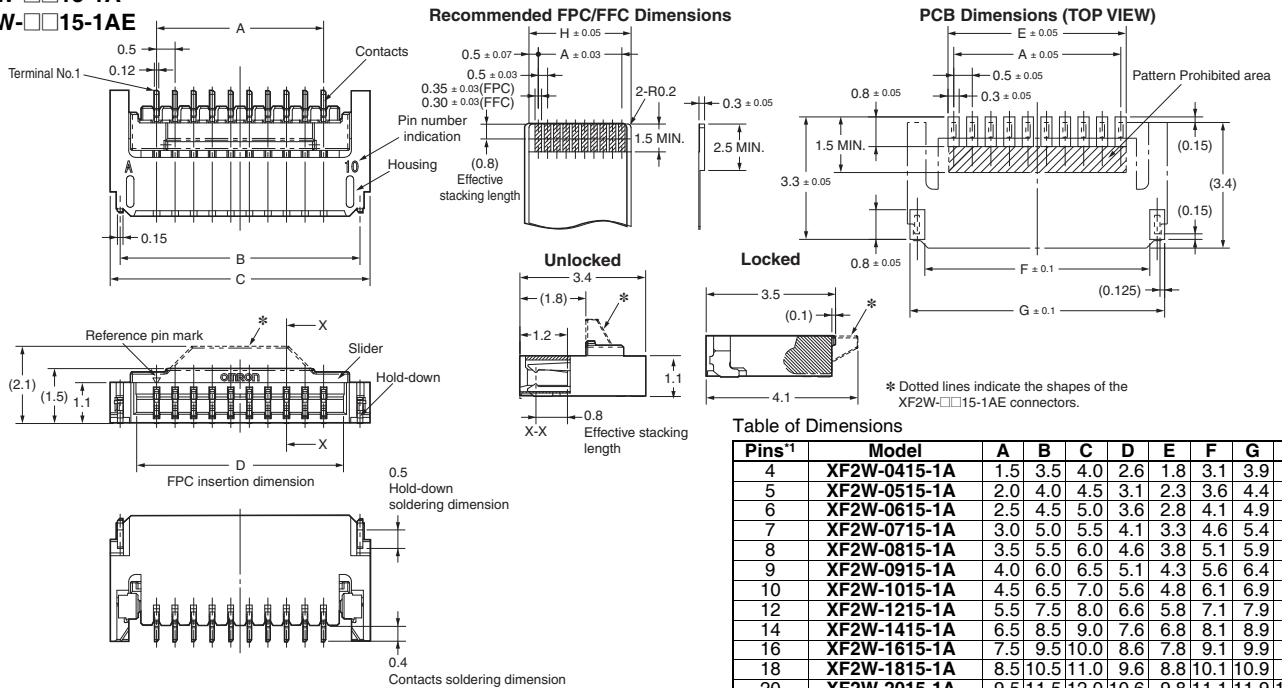 W-□□15-1AE
A
0.5
0.12
Contacts
Terminal No.1
Pin number
indication
A
10
Housing
0.15
B
C
Recommended FPC/FFC Dimensions
H ± 0.05
0.5 ± 0.07
A ± 0.03
0.5 ± 0.03
0.35 ± 0.03(FPC)
0.30 ± 0.03(FFC)
2-R0.2
0.3 ± 0.05
1.5 MIN.
2.5 MIN.
(0.8)
Effective
stacking length
PCB Dimensions (TOP VIEW)
E ± 0.05
A ± 0.05
0.5 ± 0.05
Pattern Prohibited area
0.8 ± 0.05
0.3 ± 0.05
1.5 MIN.
(0.15)
3.3 ± 0.05
(3.4)
(0.15)
0.8 ± 0.05
F ± 0.1
(0.125)
G ± 0.1
Unlocked
3.4
(1.8)
*
1.2
1.1
0.8
X-X
Effective stacking
length
Locked
3.5
(0.1)
*
4.1
* Dotted lines indicate the shapes of the
XF2W-□□15-1AE connectors.
Reference pin mark
*
X
Slider
OMRON
Hold-down
(2.1)
(1.5)
1.1
X
D
FPC insertion dimension
0.5
Hold-down
soldering dimension
0.4
Contacts soldering dimension
Table of Dimensions
Pins*1 Model A B C D E F G
4 XF2W-0415-1A 1.5 3.5 4.0 2.6 1.8 3.1 3.9
5 XF2W-0515-1A 2.0 4.0 4.5 3.1 2.3 3.6 4.4
6 XF2W-0615-1A 2.5 4.5 5.0 3.6 2.8 4.1 4.9
7 XF2W-0715-1A 3.0 5.0 5.5 4.1 3.3 4.6 5.4
8 XF2W-0815-1A 3.5 5.5 6.0 4.6 3.8 5.1 5.9
9 XF2W-0915-1A 4.0 6.0 6.5 5.1 4.3 5.6 6.4
10 XF2W-1015-1A 4.5 6.5 7.0 5.6 4.8 6.1 6.9
12 XF2W-1215-1A 5.5 7.5 8.0 6.6 5.8 7.1 7.9
14 XF2W-1415-1A 6.5 8.5 9.0 7.6 6.8 8.1 8.9
16 XF2W-1615-1A 7.5 9.5 10.0 8.6 7.8 9.1 9.9
18 XF2W-1815-1A 8.5 10.5 11.0 9.6 8.8 10.1 10.9